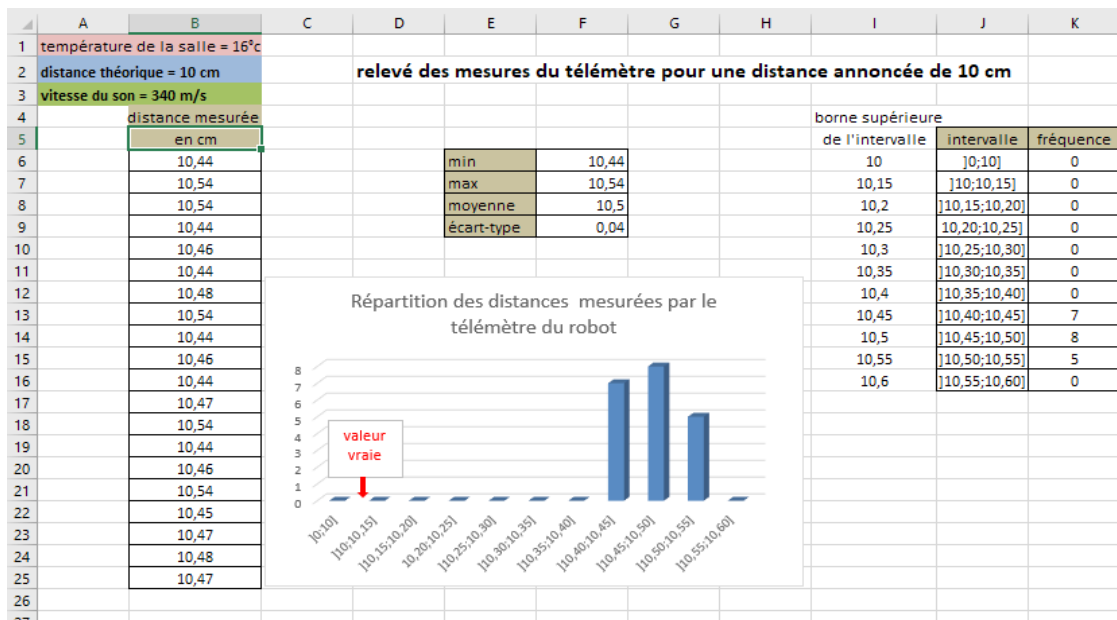 A B C D E F G H I J K
1 température de la salle = 16°c
2 distance théorique = 10 cm relevé des mesures du télémètre pour une distance annoncée de 10 cm
3 vitesse du son = 340 m/s
4 distance mesurée borne supérieure
5 en cm de l'intervalle intervalle fréquence
6 10,44 min 10,44 10 ]0;10] 0
7 10,54 max 10,54 10,15 ]10;10,15] 0
8 10,54 moyenne 10,5 10,2 ]10,15;10,20] 0
9 10,44 écart-type 0,04 10,25 10,20;10,25] 0
10 10,46 10,3 ]10,25;10,30] 0
11 10,44 10,35 ]10,30;10,35] 0
12 10,48 10,4 ]10,35;10,40] 0
13 10,54 10,45 ]10,40;10,45] 7
14 10,44 10,5 ]10,45;10,50] 8
15 10,46 10,55 ]10,50;10,55] 5
16 10,44 10,6 ]10,55;10,60] 0
17 10,47
18 10,54
19 10,44
20 10,46
21 10,54
22 10,45
23 10,47
24 10,48
25 10,47
26
27
Répartition des distances mesurées par le
télémètre du robot
8
7
6
5
4
3
2
1
0
valeur
vraie
]0;10] ]10;10,15] ]10,15;10,20] 10,20;10,25] ]10,25;10,30] ]10,30;10,35] ]10,35;10,40] ]10,40;10,45] ]10,45;10,50] ]10,50;10,55] ]10,55;10,60]